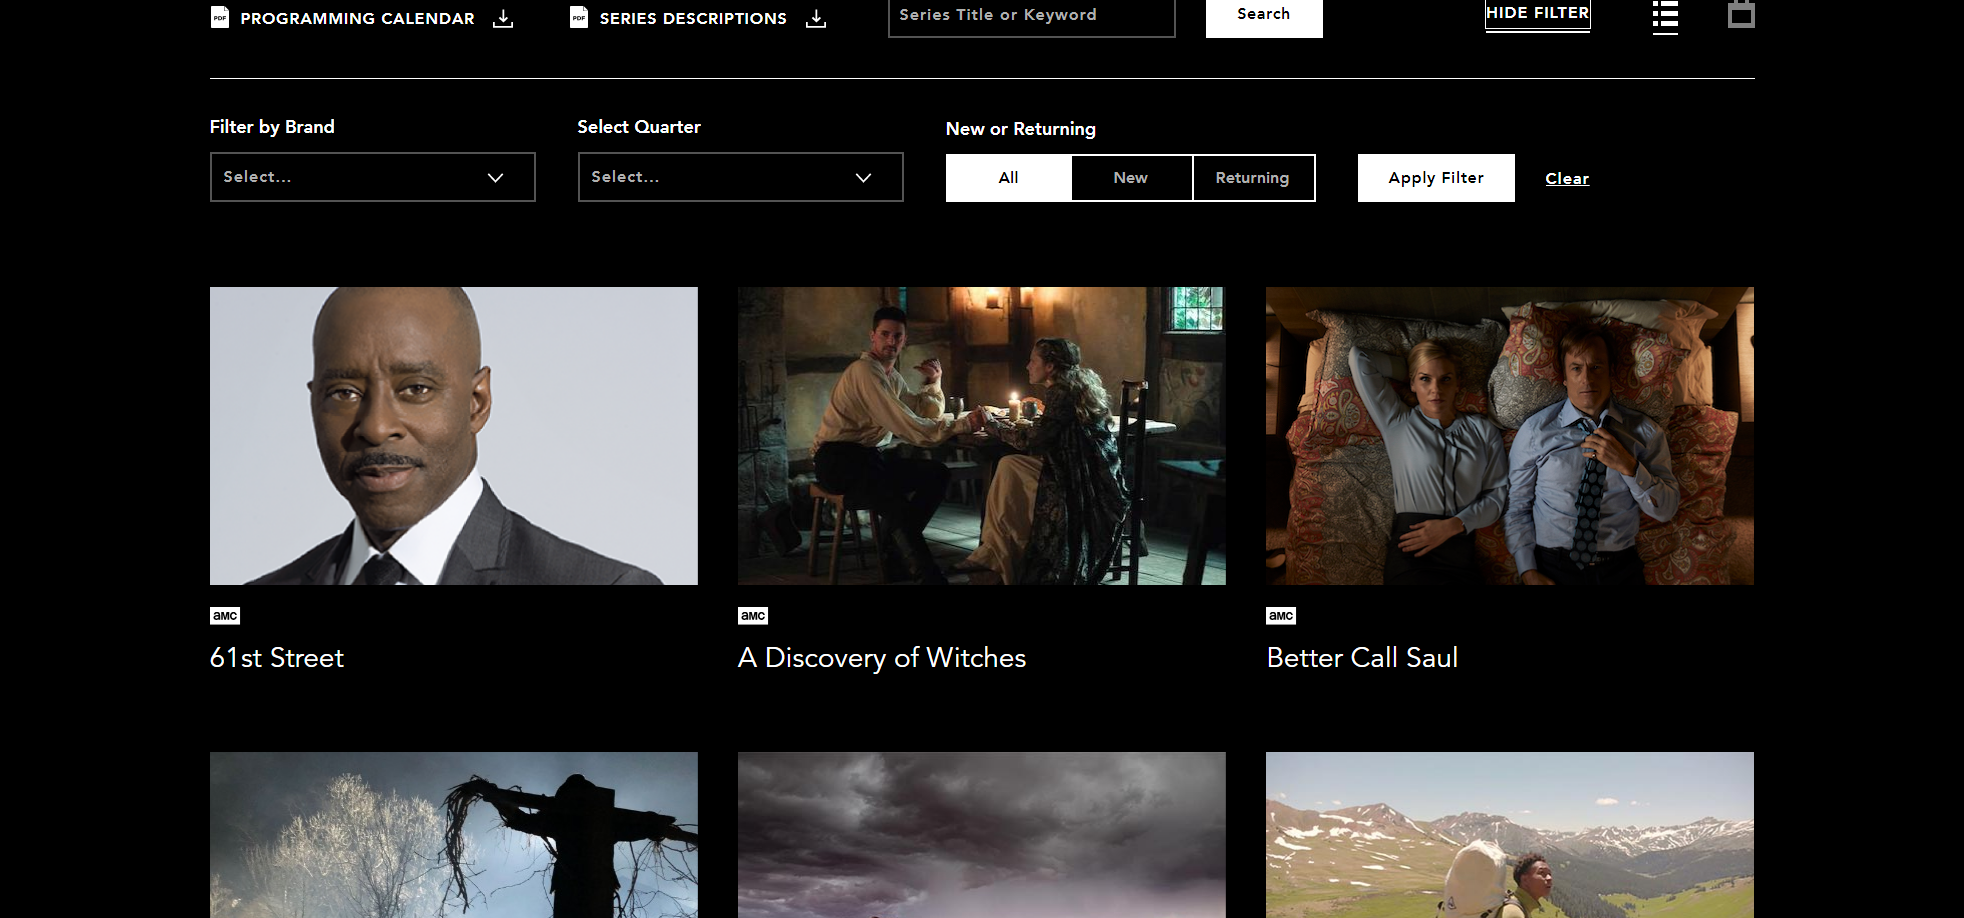 PDF PROGRAMMING CALENDAR
PDF SERIES DESCRIPTIONS
Series Title or Keyword
Search
HIDE FILTER
Filter by Brand
Select Quarter
New or Returning
Select...
Select...
All
New
Returning
Apply Filter
Clear
aMC
61st Street
aMC
A Discovery of Witches
aMC
Better Call Saul